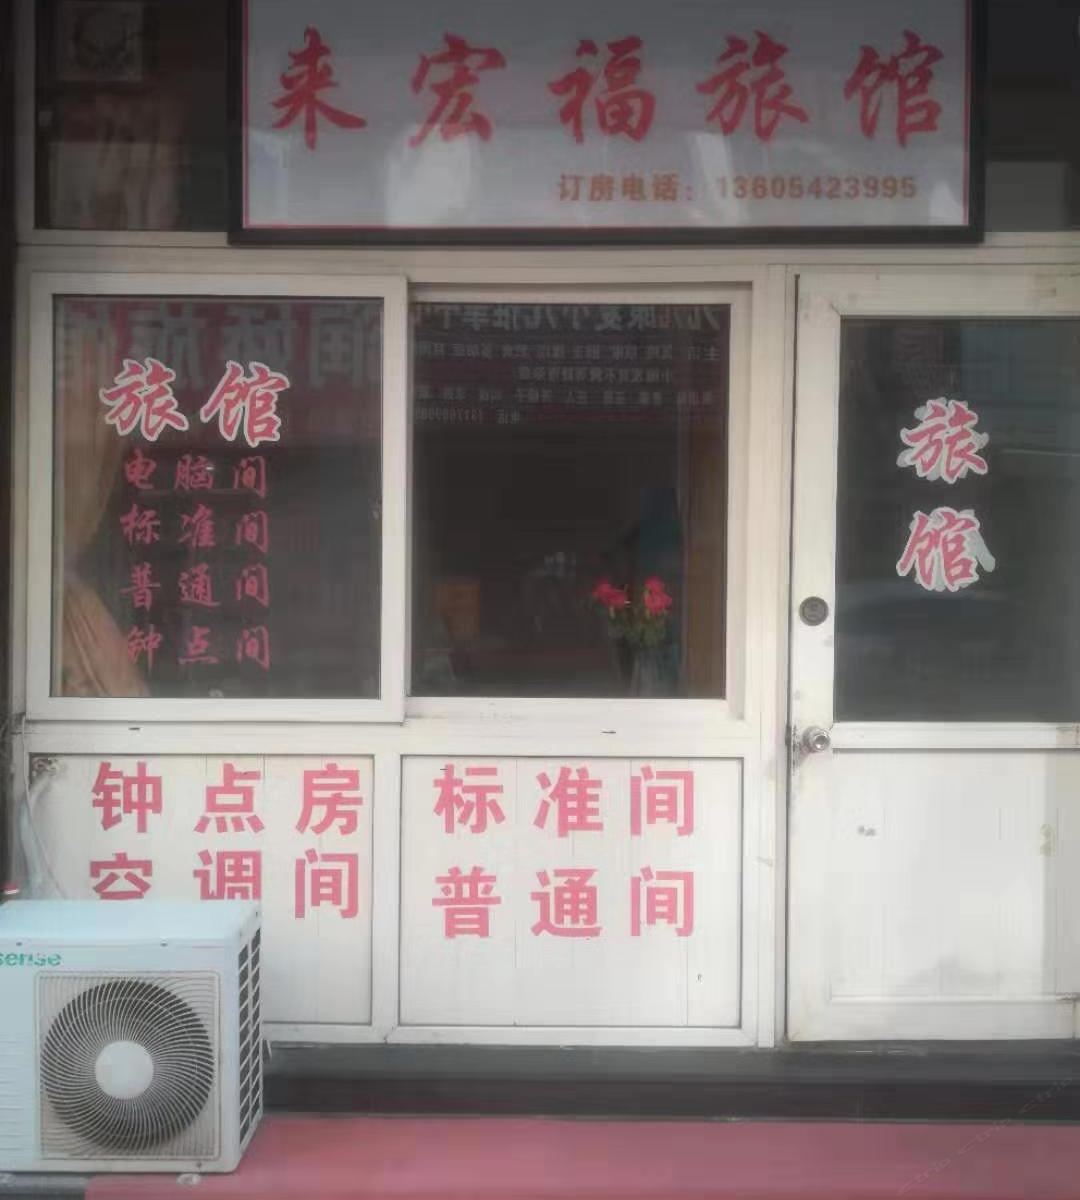 来宏福旅馆
订房电话：13605423995
旅馆
电脑间
标准间
普通间
钟点间
旅
馆
钟点房
空调间
标准间
普通间
sense